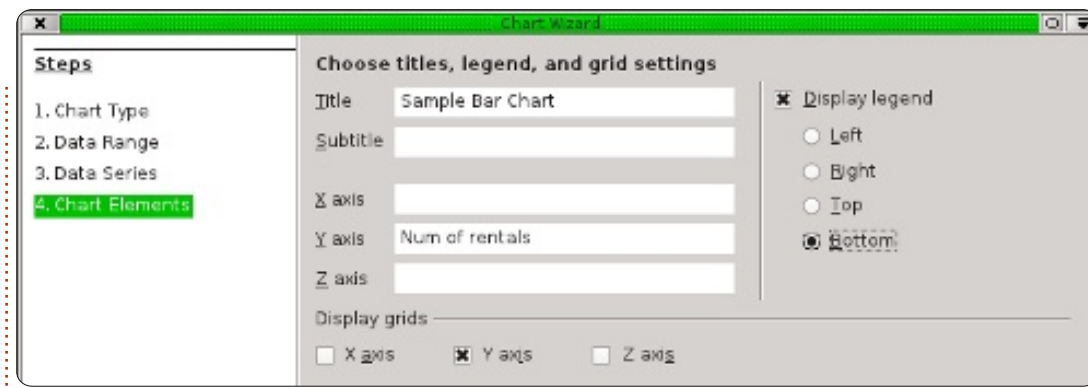 Chart Wizard
Steps
1. Chart Type
2. Data Range
3. Data Series
4. Chart Elements
Choose titles, legend, and grid settings
Title Sample Bar Chart
Subtitle
X axis
Y axis Num of rentals
Z axis
Display legend
Left
Right
Top
Bottom
Display grids
X axis Y axis Z axis